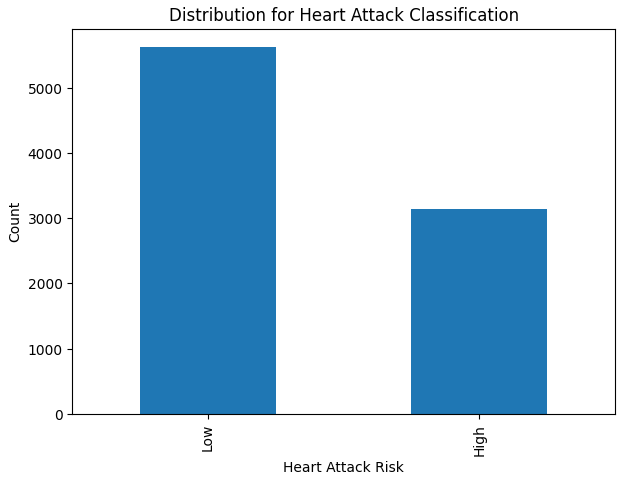 Distribution for Heart Attack Classification
5000
4000
3000
2000
1000
0
Count
Low
High
Heart Attack Risk